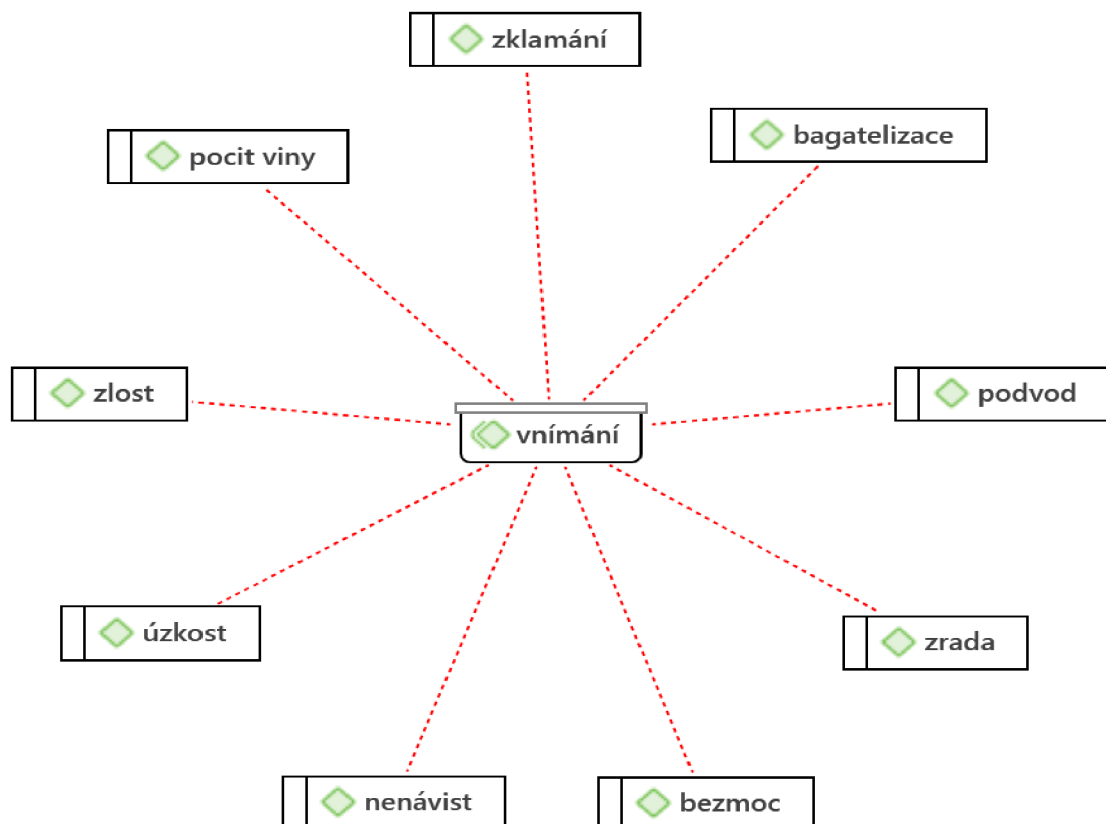 zklamání
bagatelizace
pocit viny
zlost
podvod
vnímání
úzkost
zrada
nenávist
bezmoc